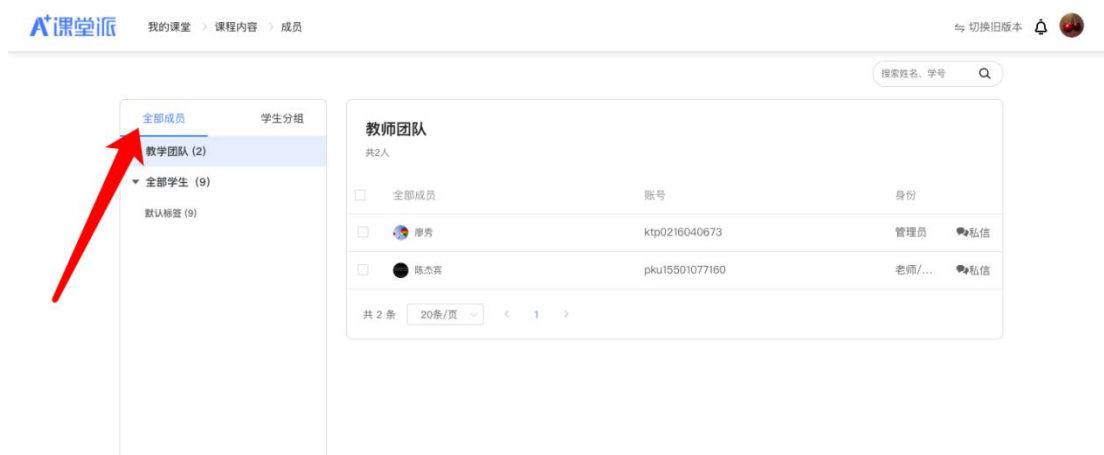 A+课堂派 我的课堂 > 课程内容 > 成员 切换旧版本
搜索姓名、学号
全部成员 学生分组
教学团队 (2)
全部学生 (9)
默认标签 (9)
教师团队
共2人
全部成员 账号 身份
廖秀 ktp0216040673 管理员 私信
陈杰宾 pku15501077160 老师/... 私信
共 2 条 20条/页 < 1 >